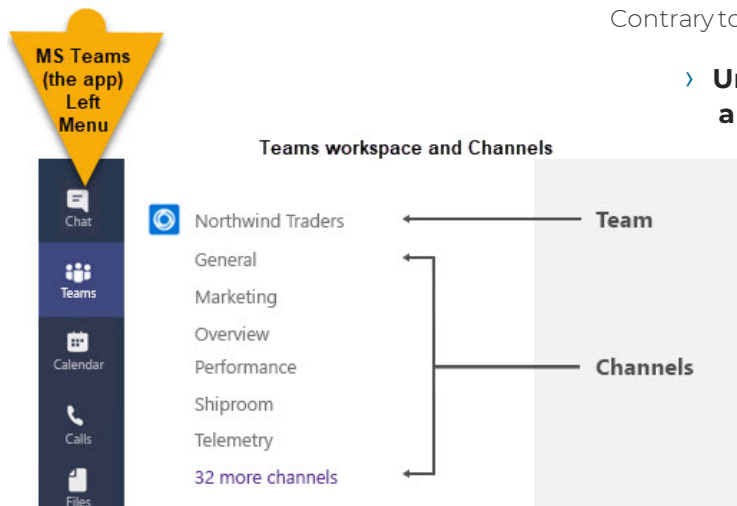 Contrary to
› Ur
a
MS Teams
(the app)
Left
Menu
Teams workspace and Channels
Chat
Teams
Calendar
Calls
Files
Northwind Traders
General
Marketing
Overview
Performance
Shiproom
Telemetry
32 more channels
Team
Channels